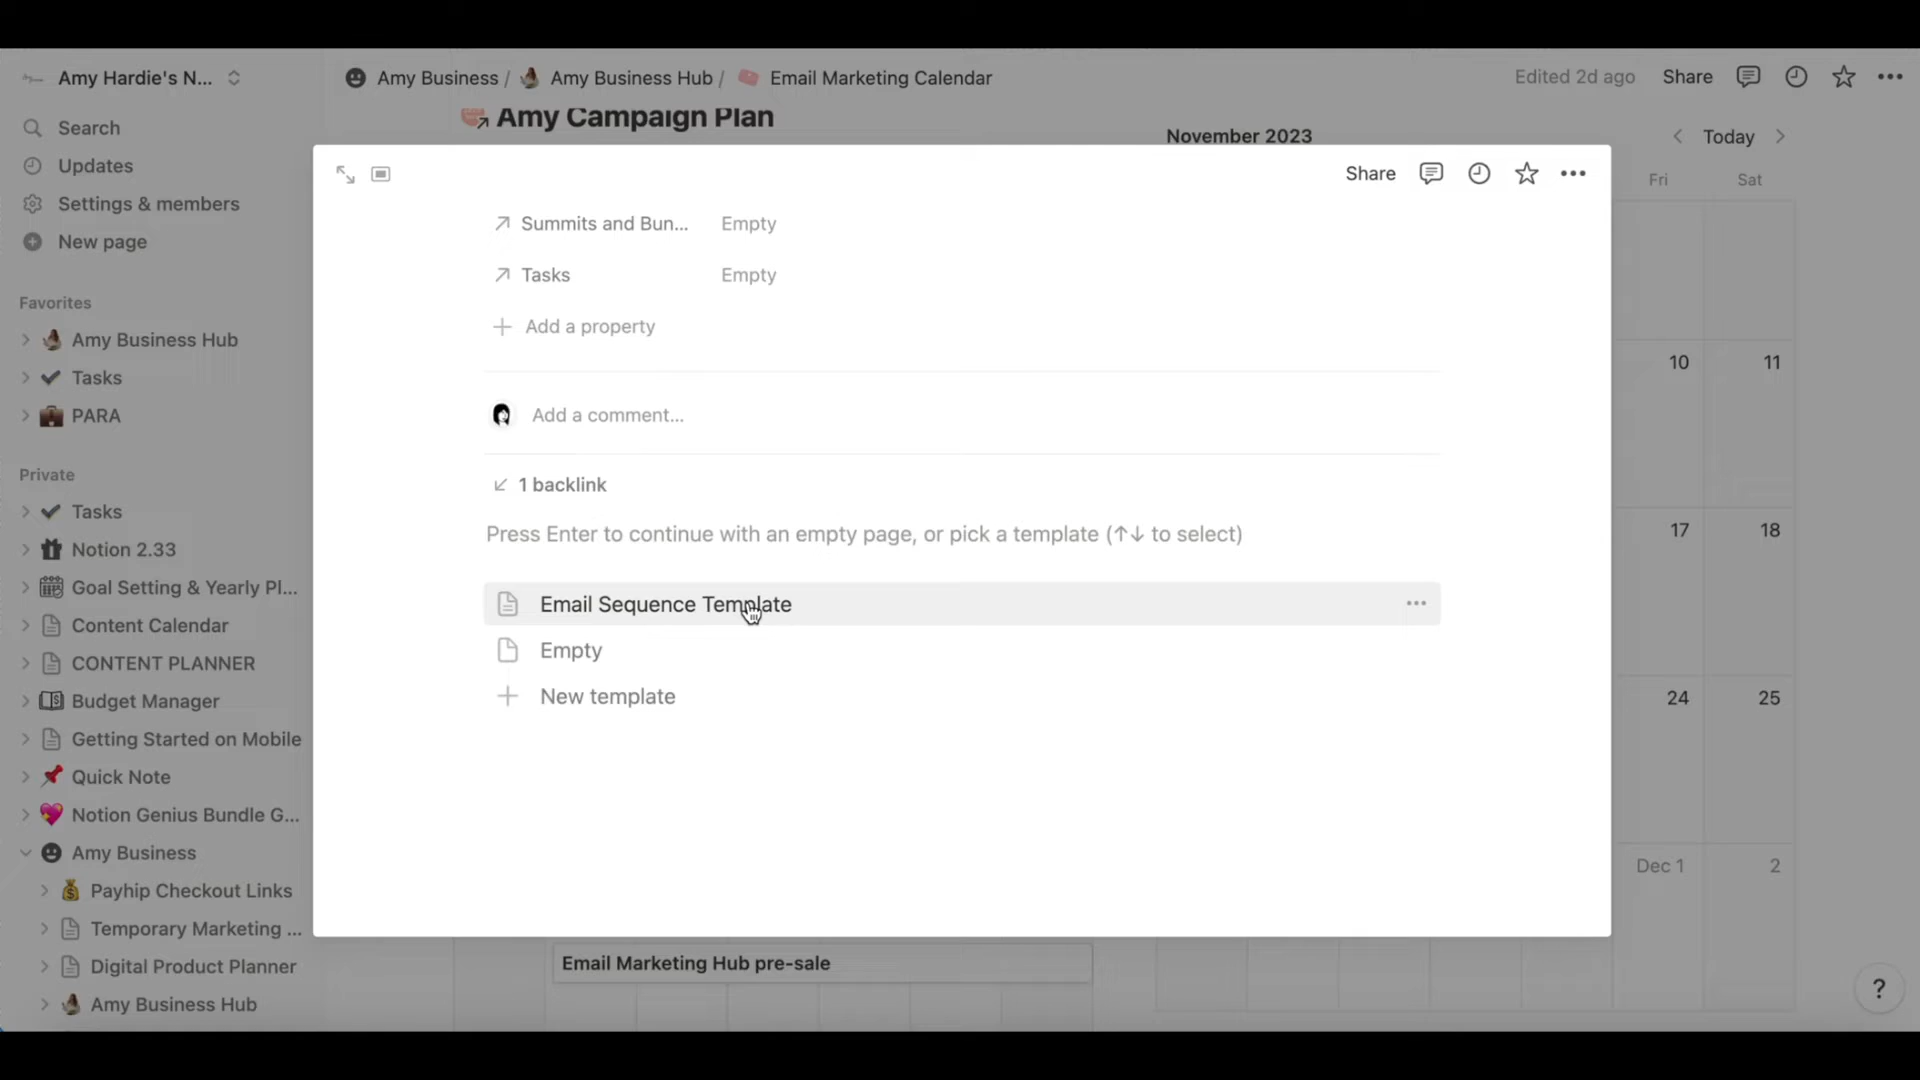 Amy Hardie's N...
Amy Business / Amy Business Hub / Email Marketing Calendar
Edited 2d ago
Share
Search
Updates
Settings & members
New page
Favorites
Amy Business Hub
Tasks
PARA
Private
Tasks
Notion 2.33
Goal Setting & Yearly Pl...
Content Calendar
CONTENT PLANNER
Budget Manager
Getting Started on Mobile
Quick Note
Notion Genius Bundle G...
Amy Business
Payhip Checkout Links
Temporary Marketing ...
Digital Product Planner
Amy Business Hub
Amy Campaign Plan
November 2023
Today
Fri
Sat
10
11
17
18
24
25
Dec 1
2
Share
Summits and Bun...
Empty
Tasks
Empty
Add a property
Add a comment...
1 backlink
Press Enter to continue with an empty page, or pick a template (↑↓ to select)
Email Sequence Template
Empty
New template
Email Marketing Hub pre-sale
?